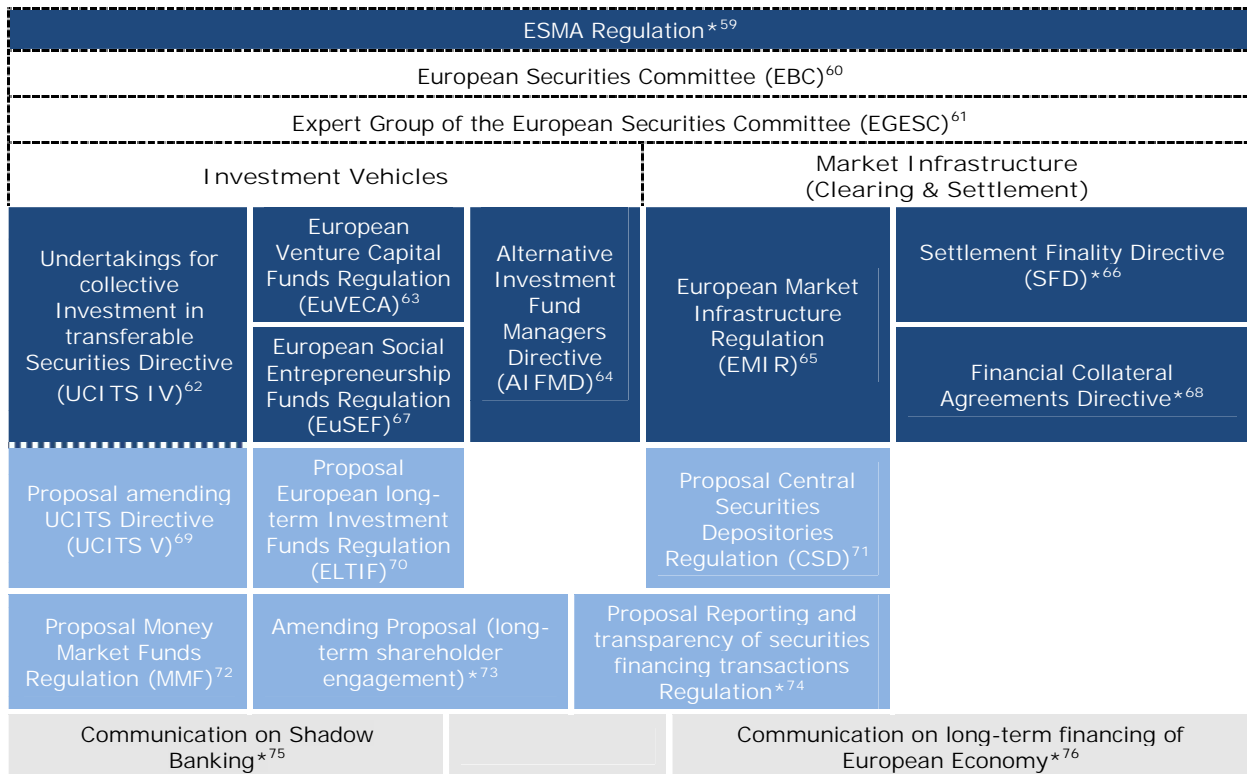 ESMA Regulation*59
European Securities Committee (EBC)60
Expert Group of the European Securities Committee (EGESC)61
Investment Vehicles
Market Infrastructure
(Clearing & Settlement)
Undertakings for
collective
Investment in
transferable
Securities Directive
(UCITS IV)62
European
Venture Capital
Funds Regulation
(EuVECA)63
European Social
Entrepreneurship
Funds Regulation
(EuSEF)67
Alternative
Investment
Fund
Managers
Directive
(AIFMD)64
European Market
Infrastructure
Regulation
(EMIR)65
Settlement Finality Directive
(SFD)*66
Financial Collateral
Agreements Directive*68
Proposal amending
UCITS Directive
(UCITS V)69
Proposal
European long-
term Investment
Funds Regulation
(ELTIF)70
Proposal Central
Securities
Depositories
Regulation (CSD)71
Proposal Money
Market Funds
Regulation (MMF)72
Amending Proposal (long-
term shareholder
engagement)*73
Proposal Reporting and
transparency of securities
financing transactions
Regulation*74
Communication on Shadow
Banking*75
Communication on long-term financing of
European Economy*76